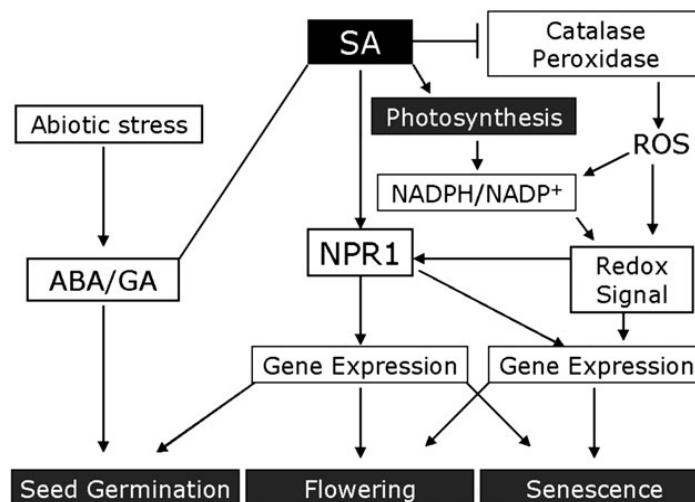 SA
Catalase
Peroxidase
Abiotic stress
Photosynthesis
ROS
NADPH/NADP⁺
NPR1
ABA/GA
Redox
Signal
Gene Expression
Gene Expression
Seed Germination
Flowering
Senescence